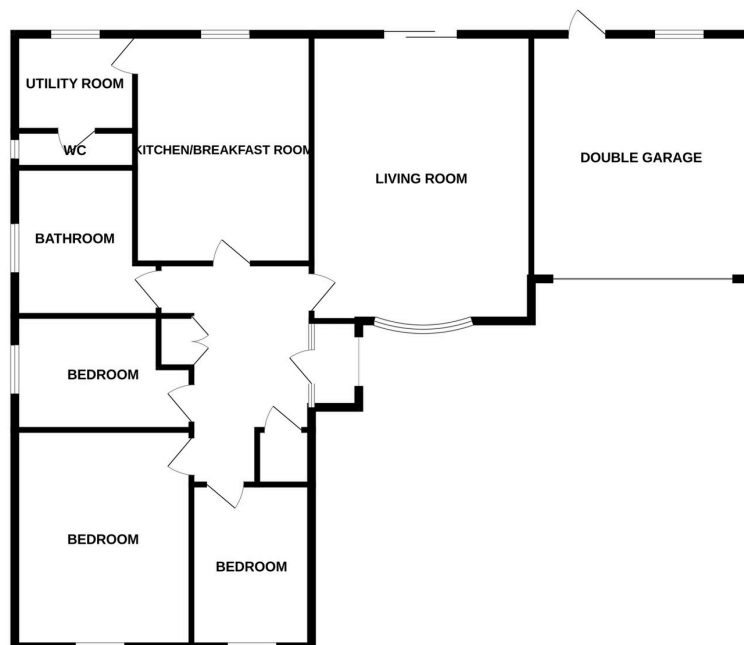 UTILITY ROOM
WC
KITCHEN/BREAKFAST ROOM
LIVING ROOM
DOUBLE GARAGE
BATHROOM
BEDROOM
BEDROOM
BEDROOM